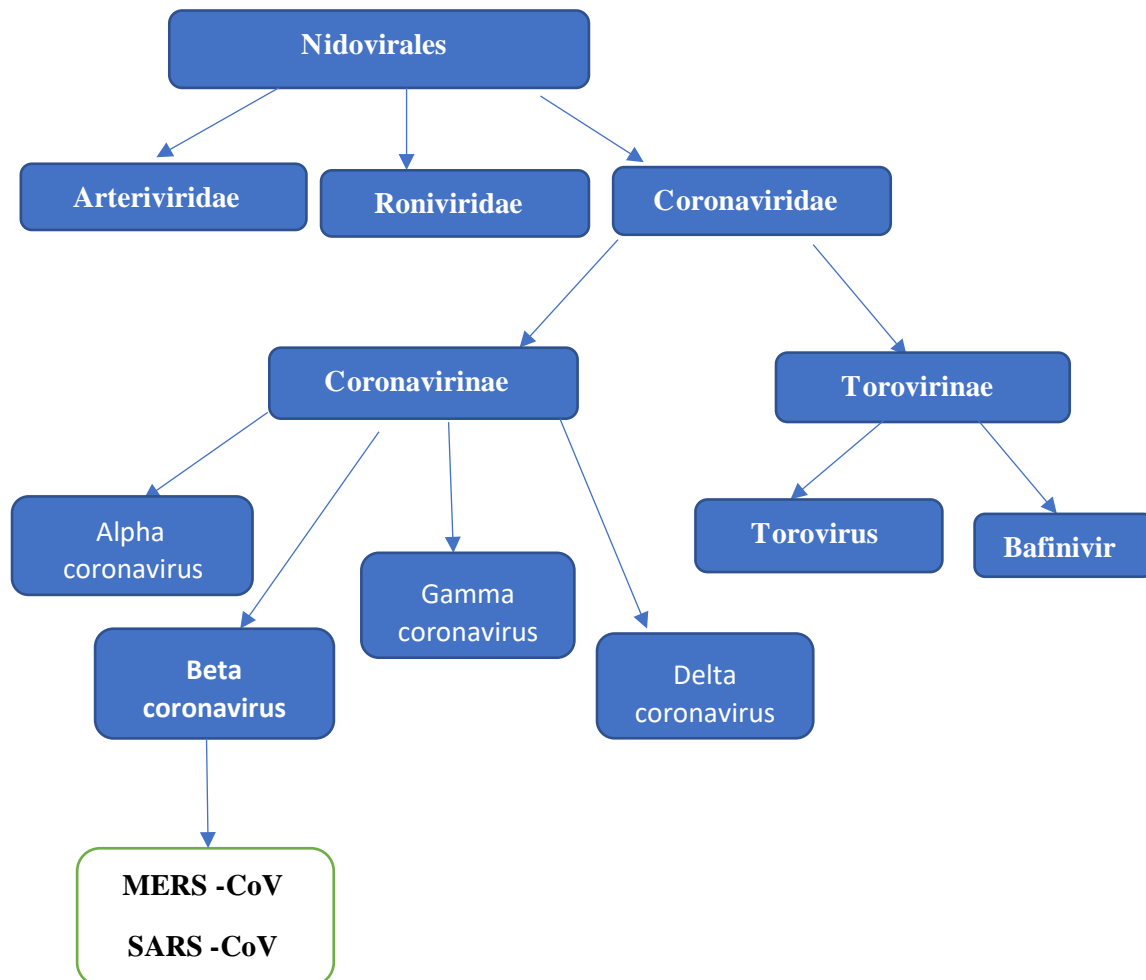 Nidovirales
Arteriviridae
Roniviridae
Coronaviridae
Coronavirinae
Torovirinae
Alpha
coronavirus
Beta
coronavirus
Gamma
coronavirus
Delta
coronavirus
Torovirus
Bafinivir
MERS -CoV
SARS -CoV